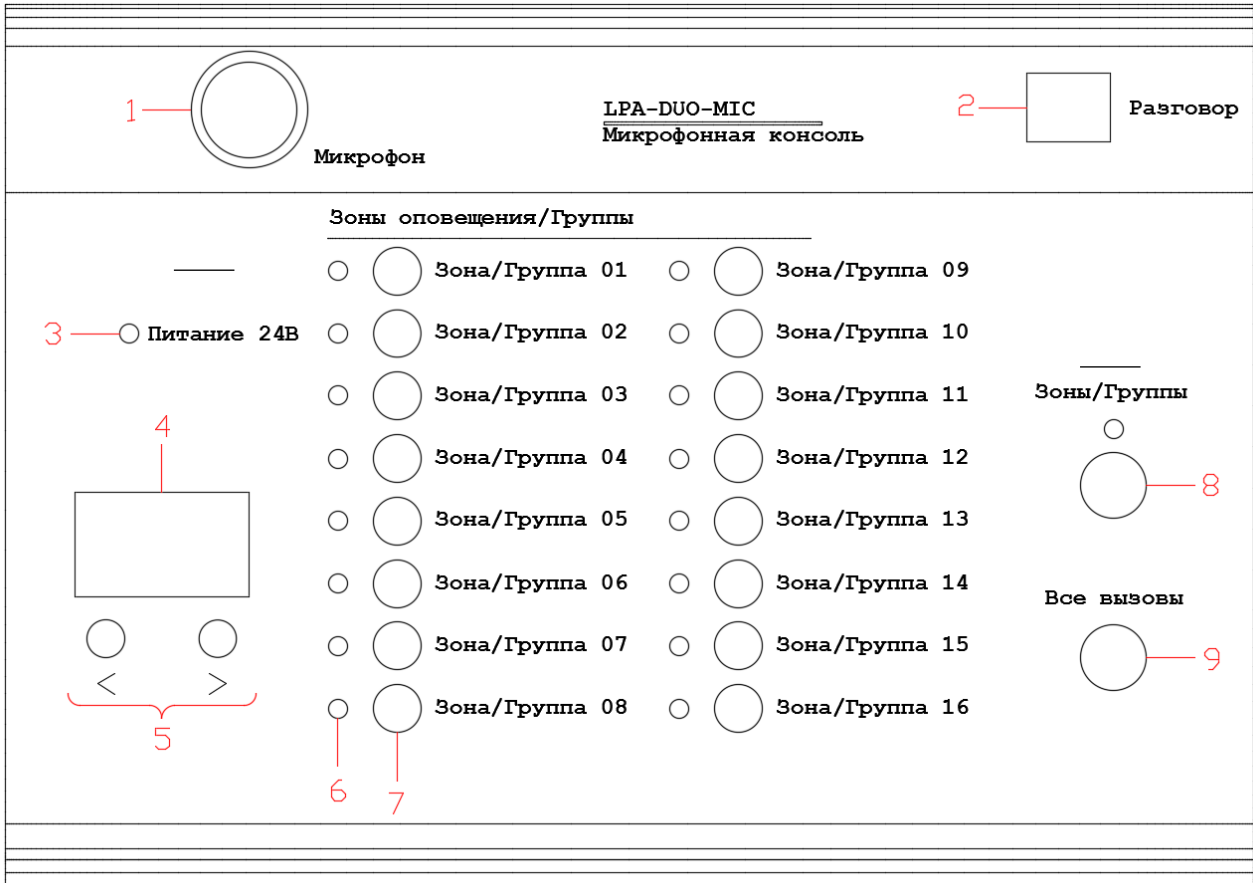 1
Микрофон
LPA-DUO-MIC
Микрофонная консоль
2
Разговор
Зоны оповещения/Группы
3
Питание 24В
4
<
>
5
Зона/Группа 01
Зона/Группа 02
Зона/Группа 03
Зона/Группа 04
Зона/Группа 05
Зона/Группа 06
Зона/Группа 07
Зона/Группа 08
6
7
Зона/Группа 09
Зона/Группа 10
Зона/Группа 11
Зона/Группа 12
Зона/Группа 13
Зона/Группа 14
Зона/Группа 15
Зона/Группа 16
Зоны/Группы
8
Все вызовы
9